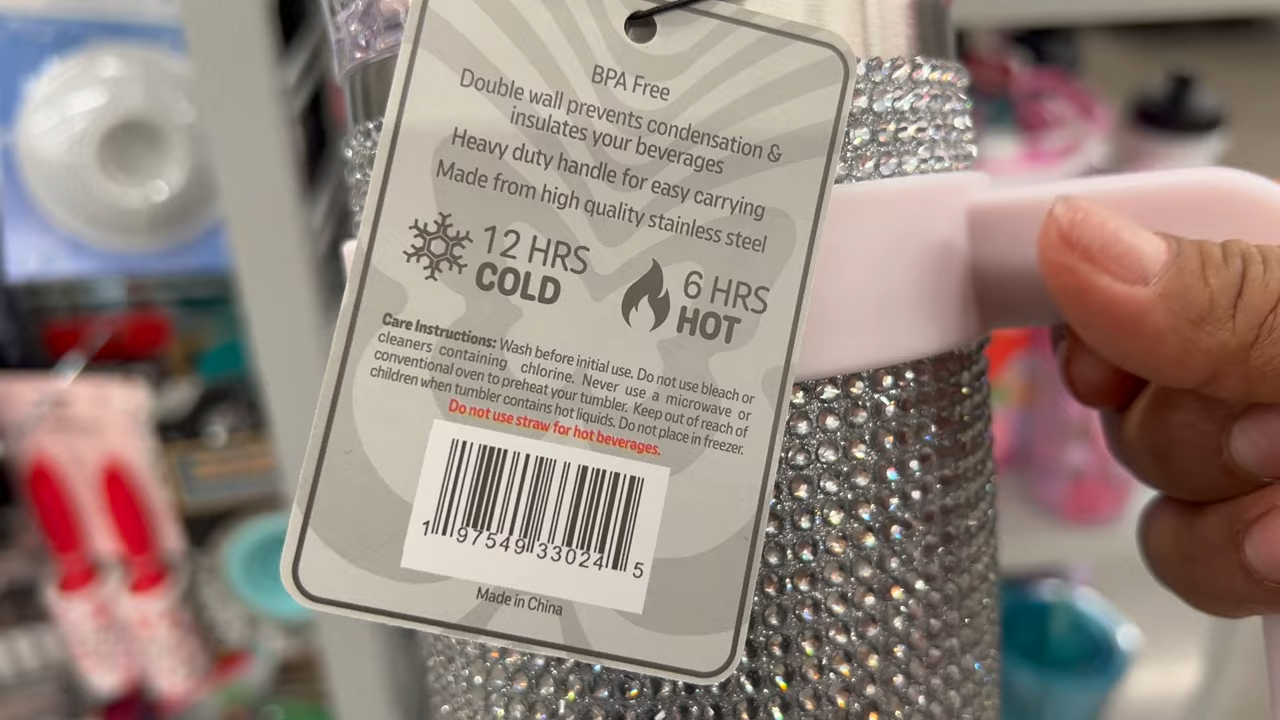 BPA Free
Double wall prevents condensation &
insulates your beverages
Heavy duty handle for easy carrying
Made from high quality stainless steel
12 HRS
COLD
6 HRS
HOT
Care Instructions: Wash before initial use. Do not use bleach or
cleaners containing chlorine. Never use a microwave or
conventional oven to preheat your tumbler. Keep out of reach of
children when tumbler contains hot liquids. Do not place in freezer.
Do not use straw for hot beverages.
1 97549 33024 5
Made in China